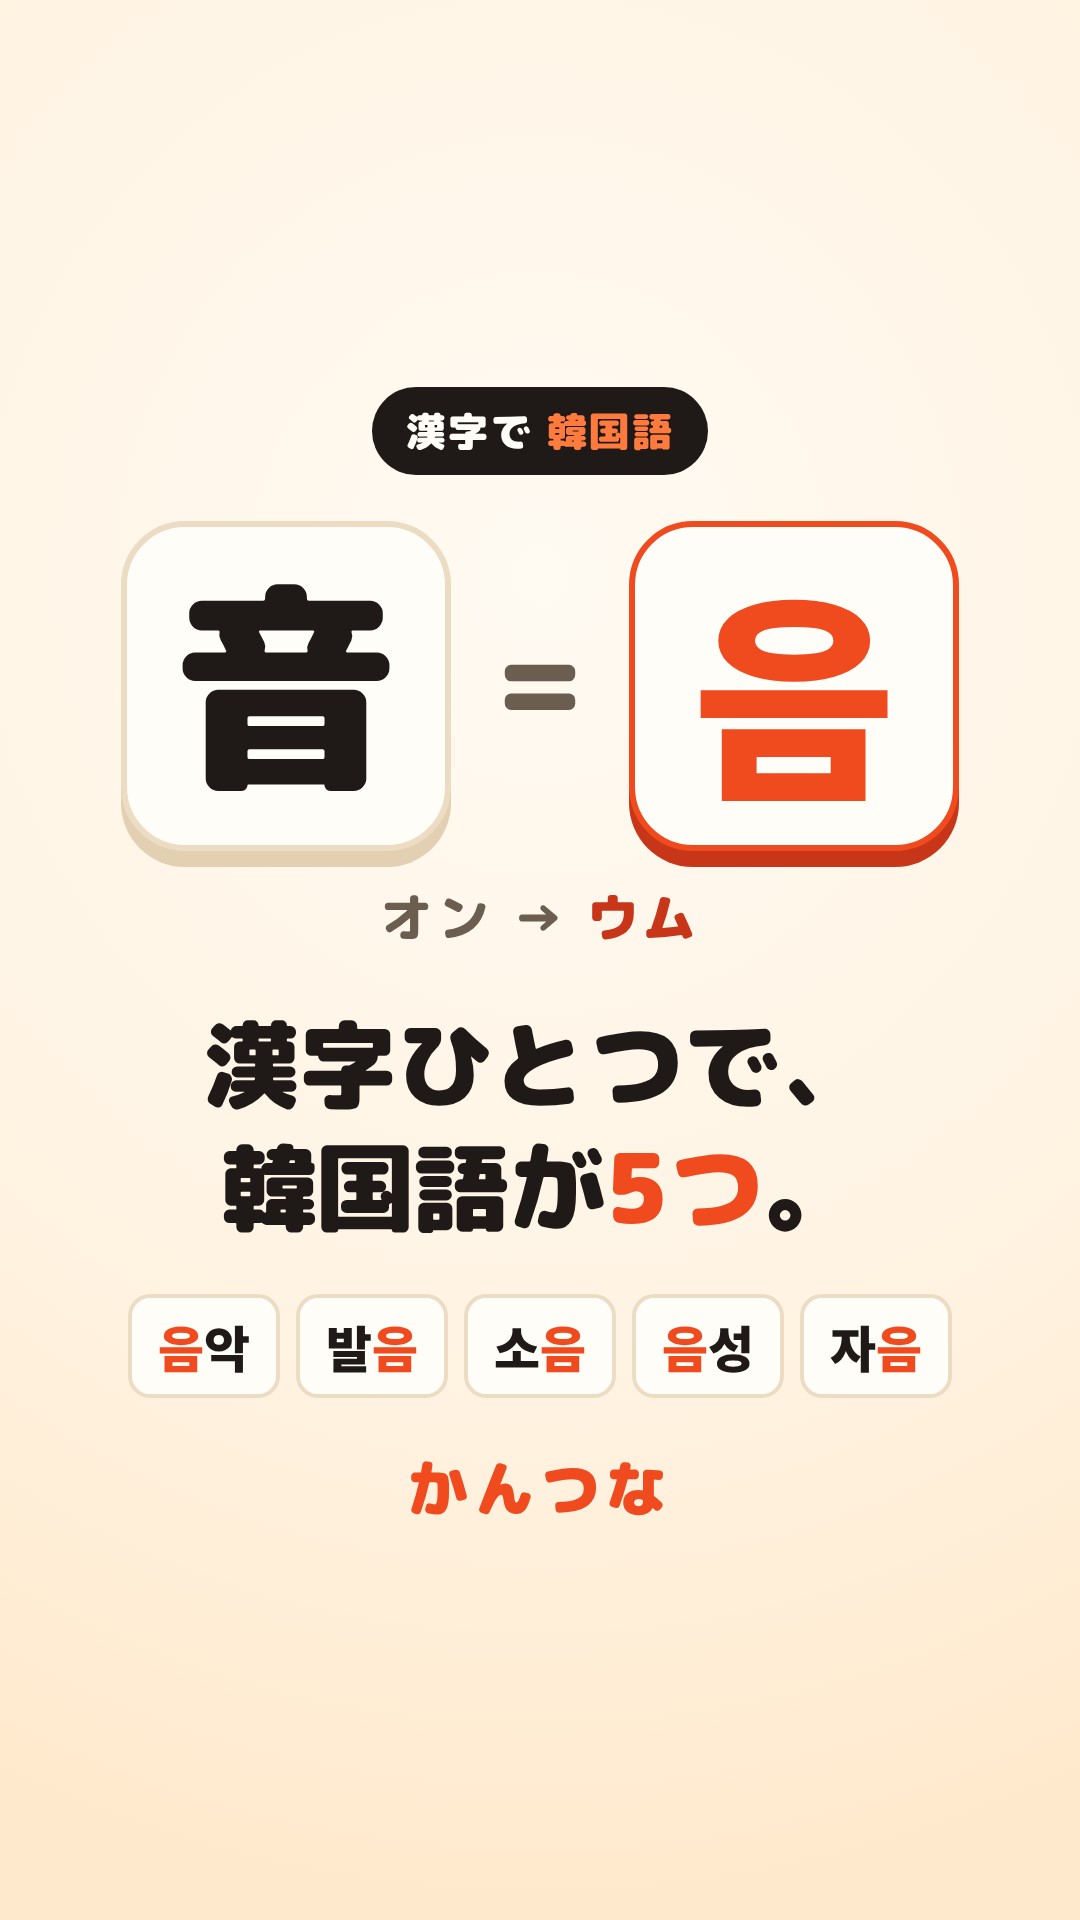 漢字で 韓国語
音 = 음
オン → ウム
漢字ひとつで、
韓国語が5つ。
음악 발음 소음 음성 자음
かんつな